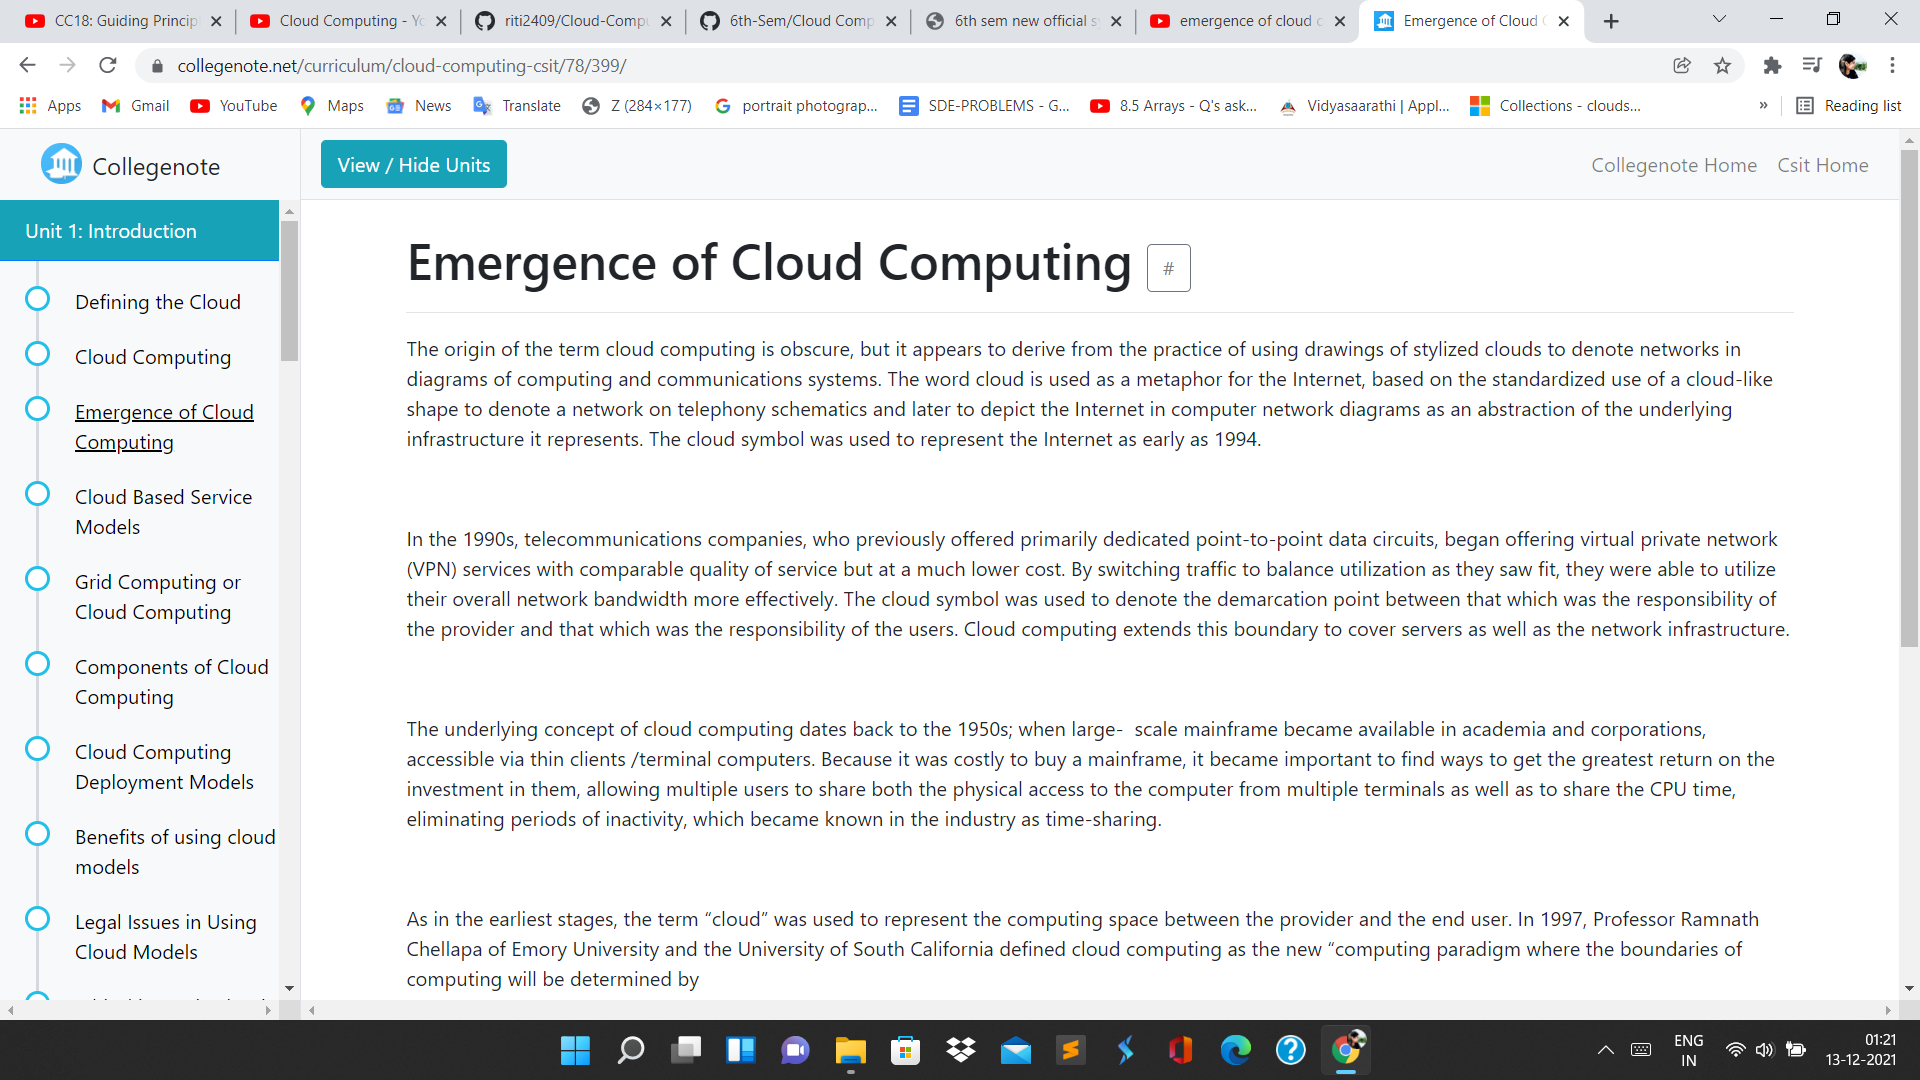 CC18: Guiding Princip
Cloud Computing - Yo
riti2409/Cloud-Compu
6th-Sem/Cloud Comp
6th sem new official s
emergence of cloud c
Emergence of Cloud C
collegenote.net/curriculum/cloud-computing-csit/78/399/
Apps
Gmail
YouTube
Maps
News
Translate
Z (284×177)
portrait photograp...
SDE-PROBLEMS - G...
8.5 Arrays - Q's ask...
Vidyasaarathi | Appl...
Collections - clouds...
»
Reading list
Collegenote
View / Hide Units
Collegenote Home
Csit Home
Unit 1: Introduction
Defining the Cloud
Cloud Computing
Emergence of Cloud
Computing
Cloud Based Service
Models
Grid Computing or
Cloud Computing
Components of Cloud
Computing
Cloud Computing
Deployment Models
Benefits of using cloud
models
Legal Issues in Using
Cloud Models
Emergence of Cloud Computing #
The origin of the term cloud computing is obscure, but it appears to derive from the practice of using drawings of stylized clouds to denote networks in
diagrams of computing and communications systems. The word cloud is used as a metaphor for the Internet, based on the standardized use of a cloud-like
shape to denote a network on telephony schematics and later to depict the Internet in computer network diagrams as an abstraction of the underlying
infrastructure it represents. The cloud symbol was used to represent the Internet as early as 1994.
In the 1990s, telecommunications companies, who previously offered primarily dedicated point-to-point data circuits, began offering virtual private network
(VPN) services with comparable quality of service but at a much lower cost. By switching traffic to balance utilization as they saw fit, they were able to utilize
their overall network bandwidth more effectively. The cloud symbol was used to denote the demarcation point between that which was the responsibility of
the provider and that which was the responsibility of the users. Cloud computing extends this boundary to cover servers as well as the network infrastructure.
The underlying concept of cloud computing dates back to the 1950s; when large- scale mainframe became available in academia and corporations,
accessible via thin clients /terminal computers. Because it was costly to buy a mainframe, it became important to find ways to get the greatest return on the
investment in them, allowing multiple users to share both the physical access to the computer from multiple terminals as well as to share the CPU time,
eliminating periods of inactivity, which became known in the industry as time-sharing.
As in the earliest stages, the term “cloud” was used to represent the computing space between the provider and the end user. In 1997, Professor Ramnath
Chellapa of Emory University and the University of South California defined cloud computing as the new “computing paradigm where the boundaries of
computing will be determined by
ENG
IN
01:21
13-12-2021